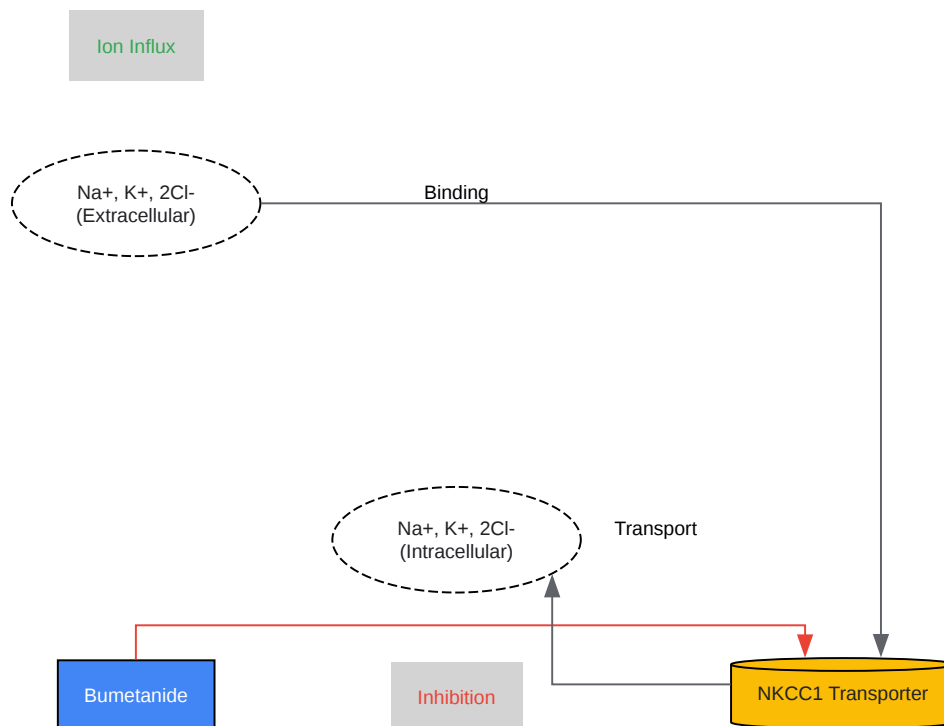 Ion Influx
Na+, K+, 2Cl-
(Extracellular)
Binding
Na+, K+, 2Cl-
(Intracellular)
Transport
Bumetanide
Inhibition
NKCC1 Transporter